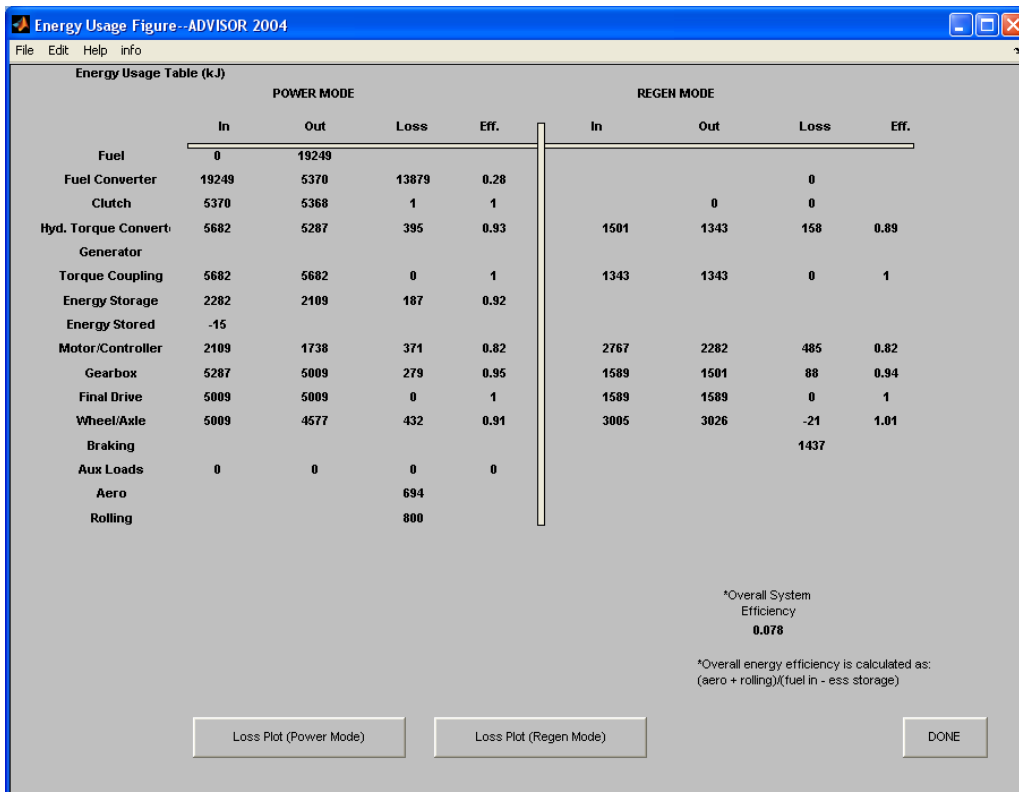 Energy Usage Figure--ADVISOR 2004
File Edit Help info
Energy Usage Table (kJ)
POWER MODE REGEN MODE
In Out Loss Eff. In Out Loss Eff.
Fuel 0 19249
Fuel Converter 19249 5370 13879 0.28 0
Clutch 5370 5368 1 1 0 0
Hyd. Torque Convert 5682 5287 395 0.93 1501 1343 158 0.89
Generator
Torque Coupling 5682 5682 0 1 1343 1343 0 1
Energy Storage 2282 2109 187 0.92
Energy Stored -15
Motor/Controller 2109 1738 371 0.82 2767 2282 485 0.82
Gearbox 5287 5009 279 0.95 1589 1501 88 0.94
Final Drive 5009 5009 0 1 1589 1589 0 1
Wheel/Axle 5009 4577 432 0.91 3005 3026 -21 1.01
Braking 1437
Aux Loads 0 0 0 0
Aero 694
Rolling 800
*Overall System
Efficiency
0.078
*Overall energy efficiency is calculated as:
(aero + rolling)/(fuel in - ess storage)
Loss Plot (Power Mode) Loss Plot (Regen Mode) DONE